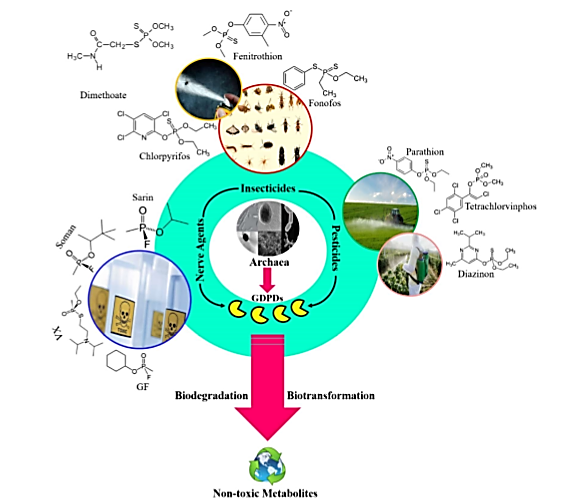 Dimethoate
Fenitrothion
Fonofos
Chlorpyrifos
Parathion
Tetrachlorvinphos
Diazinon
Sarin
Soman
VX
GF
Insecticides
Nerve Agents
Pesticides
Archaea
GDPDs
Biodegradation
Biotransformation
Non-toxic Metabolites